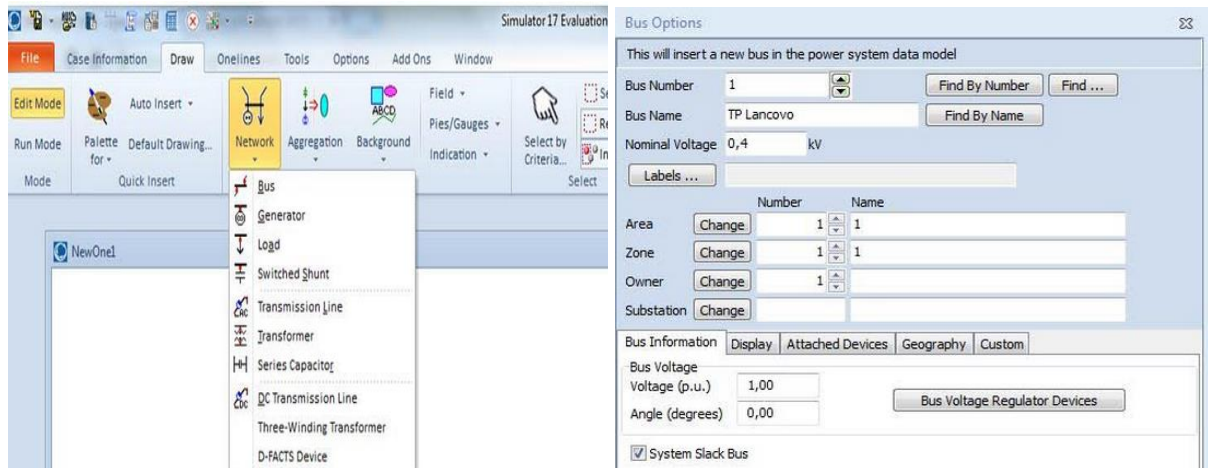 Simulator 17 Evaluation
File Case Information Draw Onelines Tools Options Add Ons Window
Edit Mode
Run Mode
Mode
Palette for
Auto Insert
Default Drawing...
Quick Insert
Network
Aggregation
ABCD
Background
Field
Pies/Gauges
Indication
Select by Criteria...
Select
Bus
Generator
Load
Switched Shunt
Transmission Line
Transformer
Series Capacitor
DC Transmission Line
Three-Winding Transformer
D-FACTS Device
NewOne1
Bus Options
This will insert a new bus in the power system data model
Bus Number 1 Find By Number Find ...
Bus Name TP Lancovo Find By Name
Nominal Voltage 0,4 kV
Labels ...
Number Name
Area Change 1 1
Zone Change 1 1
Owner Change 1
Substation Change
Bus Information Display Attached Devices Geography Custom
Bus Voltage
Voltage (p.u.) 1,00
Bus Voltage Regulator Devices
Angle (degrees) 0,00
System Slack Bus